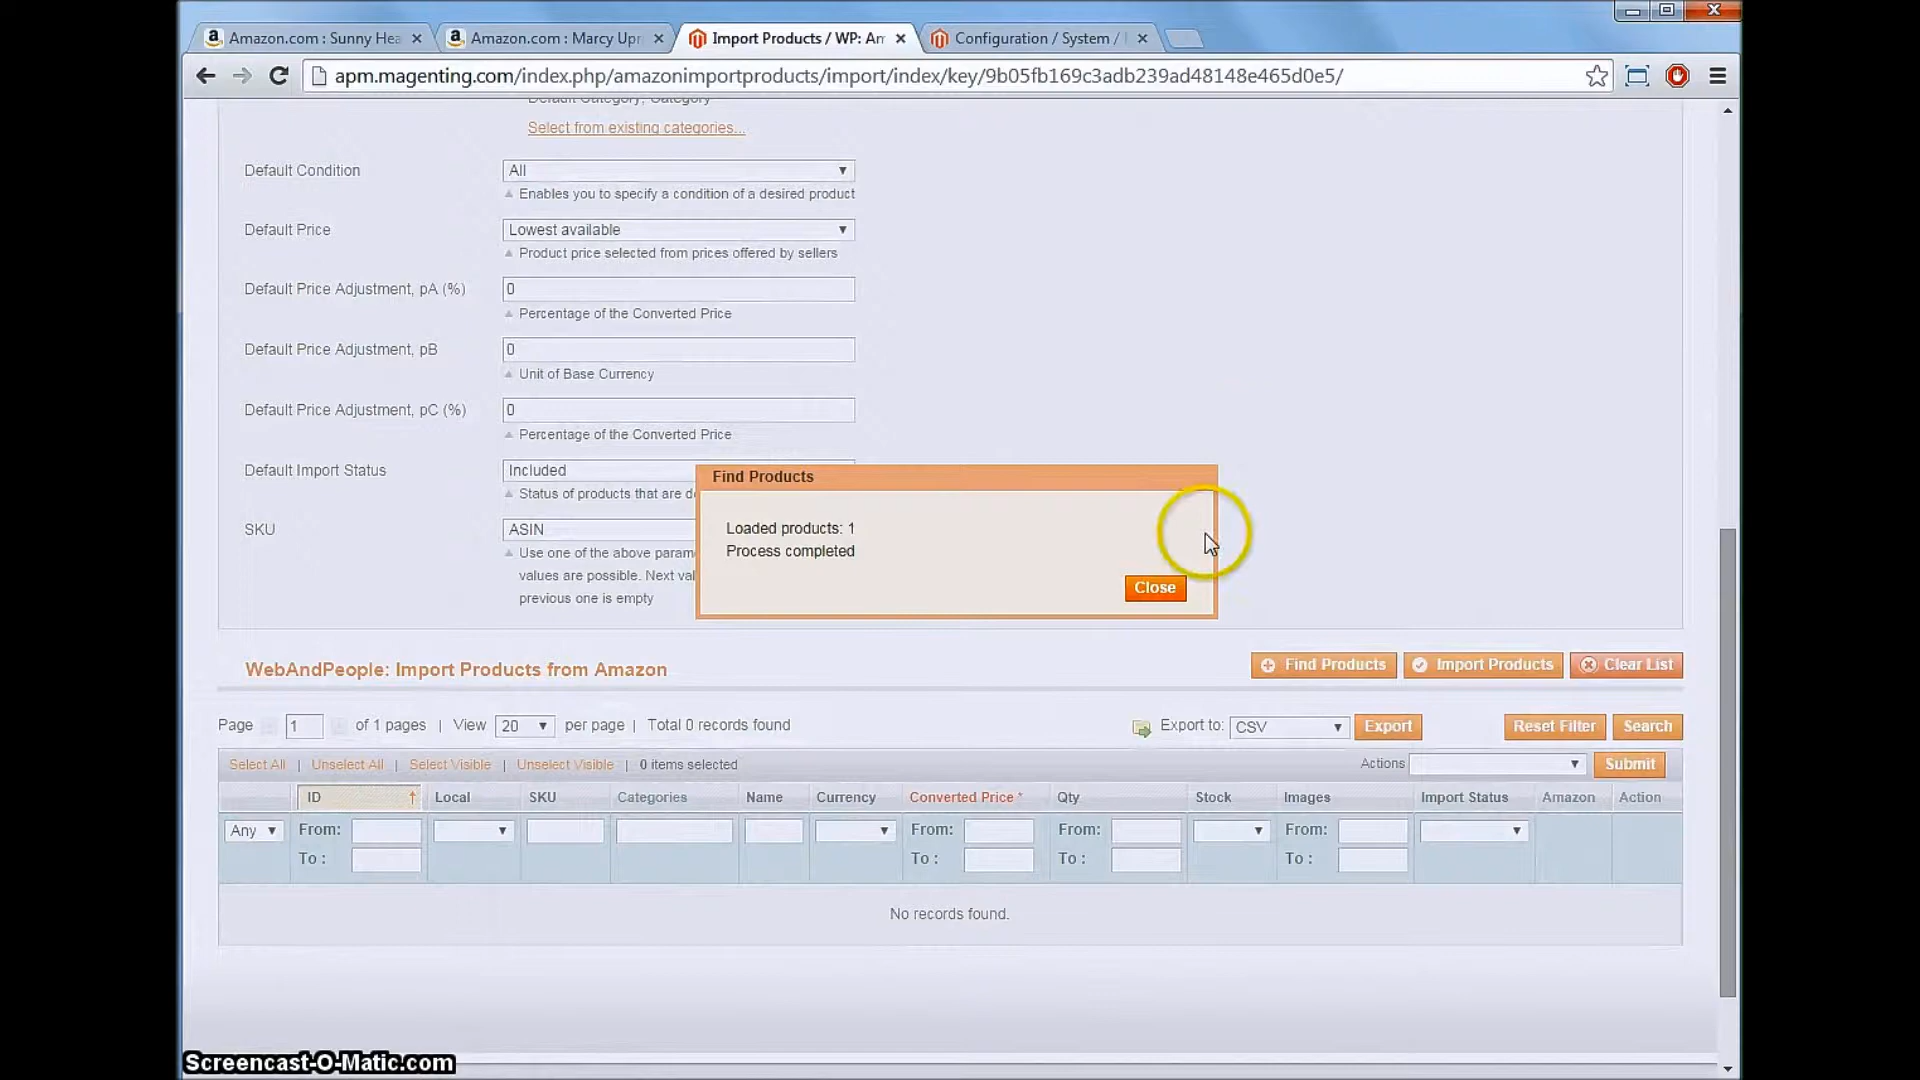 Amazon.com : Sunny Hea
Amazon.com : Marcy Upr
Import Products / WP: Am
Configuration / System /
apm.magenting.com/index.php/amazonimportproducts/import/index/key/9b05fb169c3adb239ad48148e465d0e5/
Default Category, Category
Select from existing categories...
Default Condition
All
Enables you to specify a condition of a desired product
Default Price
Lowest available
Product price selected from prices offered by sellers
Default Price Adjustment, pA (%)
0
Percentage of the Converted Price
Default Price Adjustment, pB
0
Unit of Base Currency
Default Price Adjustment, pC (%)
0
Percentage of the Converted Price
Default Import Status
Included
Status of products that are de
SKU
ASIN
Use one of the above param
values are possible. Next val
previous one is empty
Find Products
Loaded products: 1
Process completed
Close
WebAndPeople: Import Products from Amazon
Find Products
Import Products
Clear List
Page 1 of 1 pages | View 20 per page | Total 0 records found
Export to: CSV Export
Reset Filter
Search
Select All | Unselect All | Select Visible | Unselect Visible | 0 items selected
Actions
Submit
ID Local SKU Categories Name Currency Converted Price * Qty Stock Images Import Status Amazon Action
Any From: From: From: From:
To : To : To : To :
No records found.
Screencast-O-Matic.com